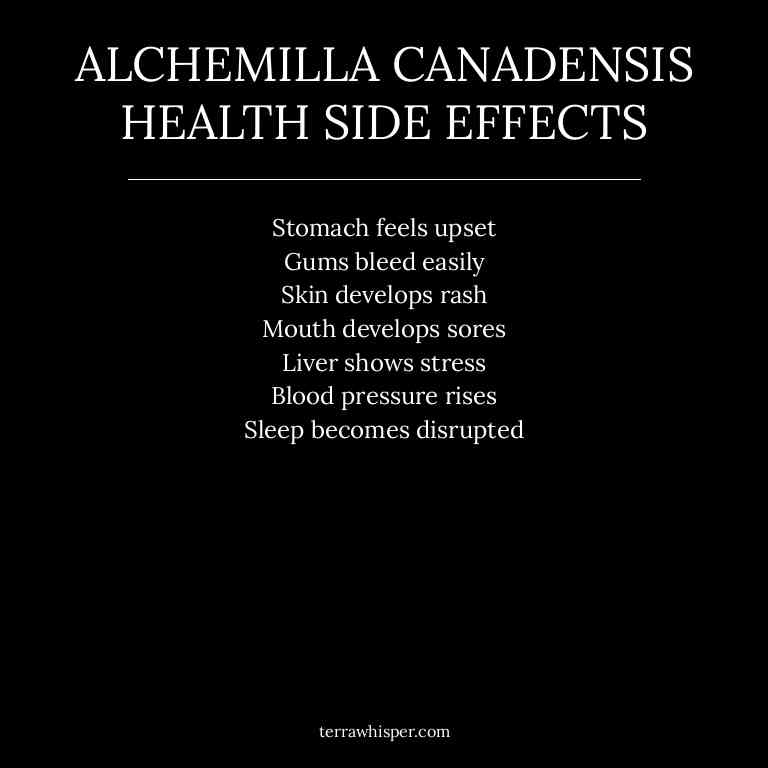 ALCHEMILLA CANADENSIS
HEALTH SIDE EFFECTS
Stomach feels upset
Gums bleed easily
Skin develops rash
Mouth develops sores
Liver shows stress
Blood pressure rises
Sleep becomes disrupted
terrawhisper.com